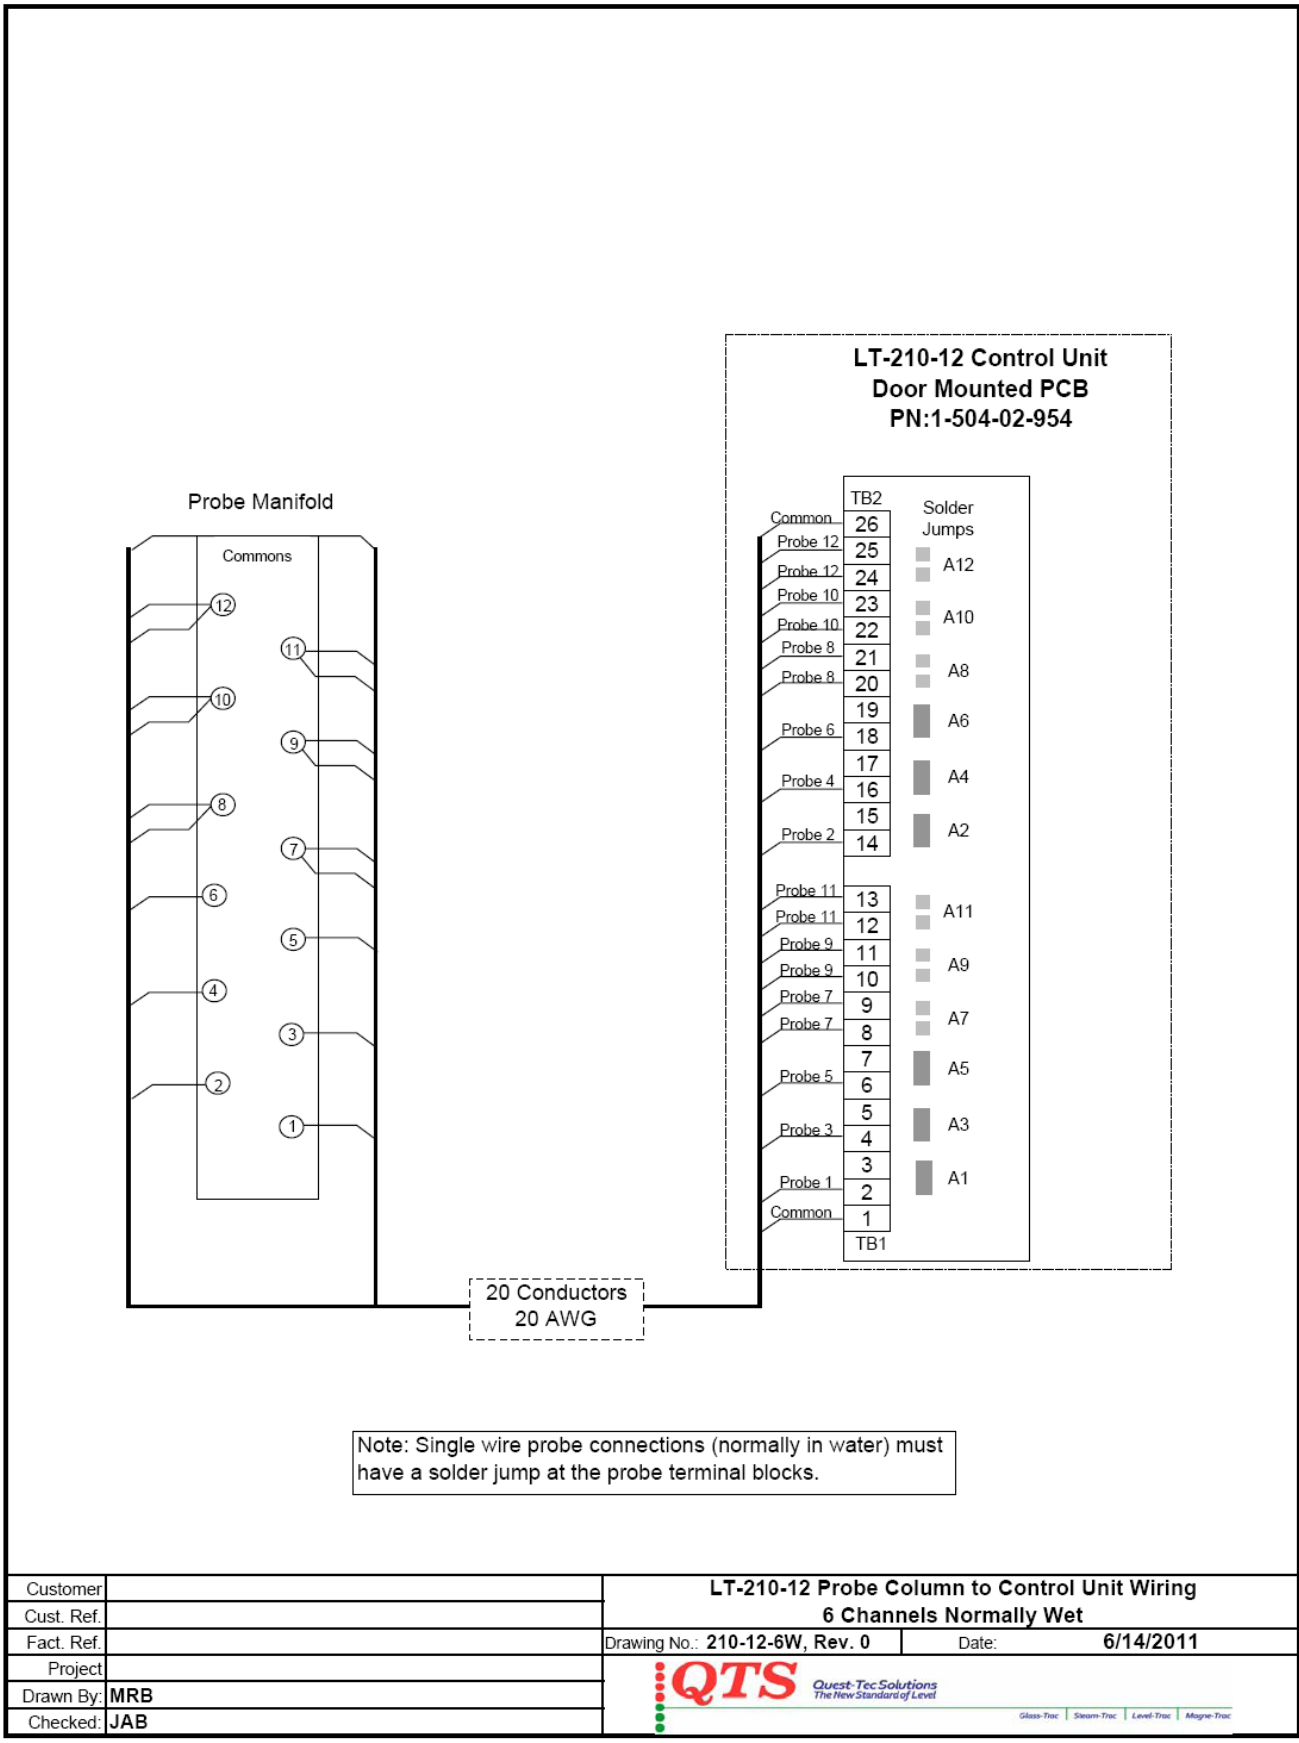 LT-210-12 Control Unit
Door Mounted PCB
PN:1-504-02-954
Probe Manifold
Commons
12
11
10
9
8
7
6
5
4
3
2
1
TB2
Solder
Jumps
Common 26
Probe 12 25
A12
Probe 12 24
Probe 10 23
A10
Probe 10 22
Probe 8 21
A8
Probe 8 20
19
A6
Probe 6 18
17
A4
Probe 4 16
15
A2
Probe 2 14
Probe 11 13
A11
Probe 11 12
Probe 9 11
A9
Probe 9 10
Probe 7 9
A7
Probe 7 8
7
A5
Probe 5 6
5
A3
Probe 3 4
3
A1
Probe 1 2
Common 1
TB1
20 Conductors
20 AWG
Note: Single wire probe connections (normally in water) must
have a solder jump at the probe terminal blocks.
Customer
Cust. Ref.
Fact. Ref.
Project
Drawn By: MRB
Checked: JAB
LT-210-12 Probe Column to Control Unit Wiring
6 Channels Normally Wet
Drawing No.: 210-12-6W, Rev. 0 Date: 6/14/2011
QTS Quest-Tec Solutions
The New Standard of Level
Glass-Trac Steam-Trac Level-Trac Magne-Trac